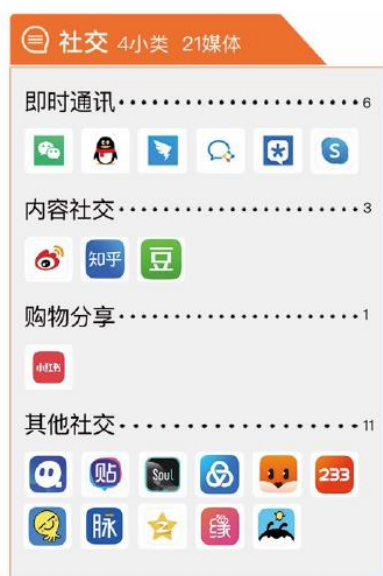 社交 4小类 21媒体
即时通讯 6
S
内容社交 3
知乎 豆
购物分享 1
小红书
其他社交 11
贴 Soul 233
脉 缘